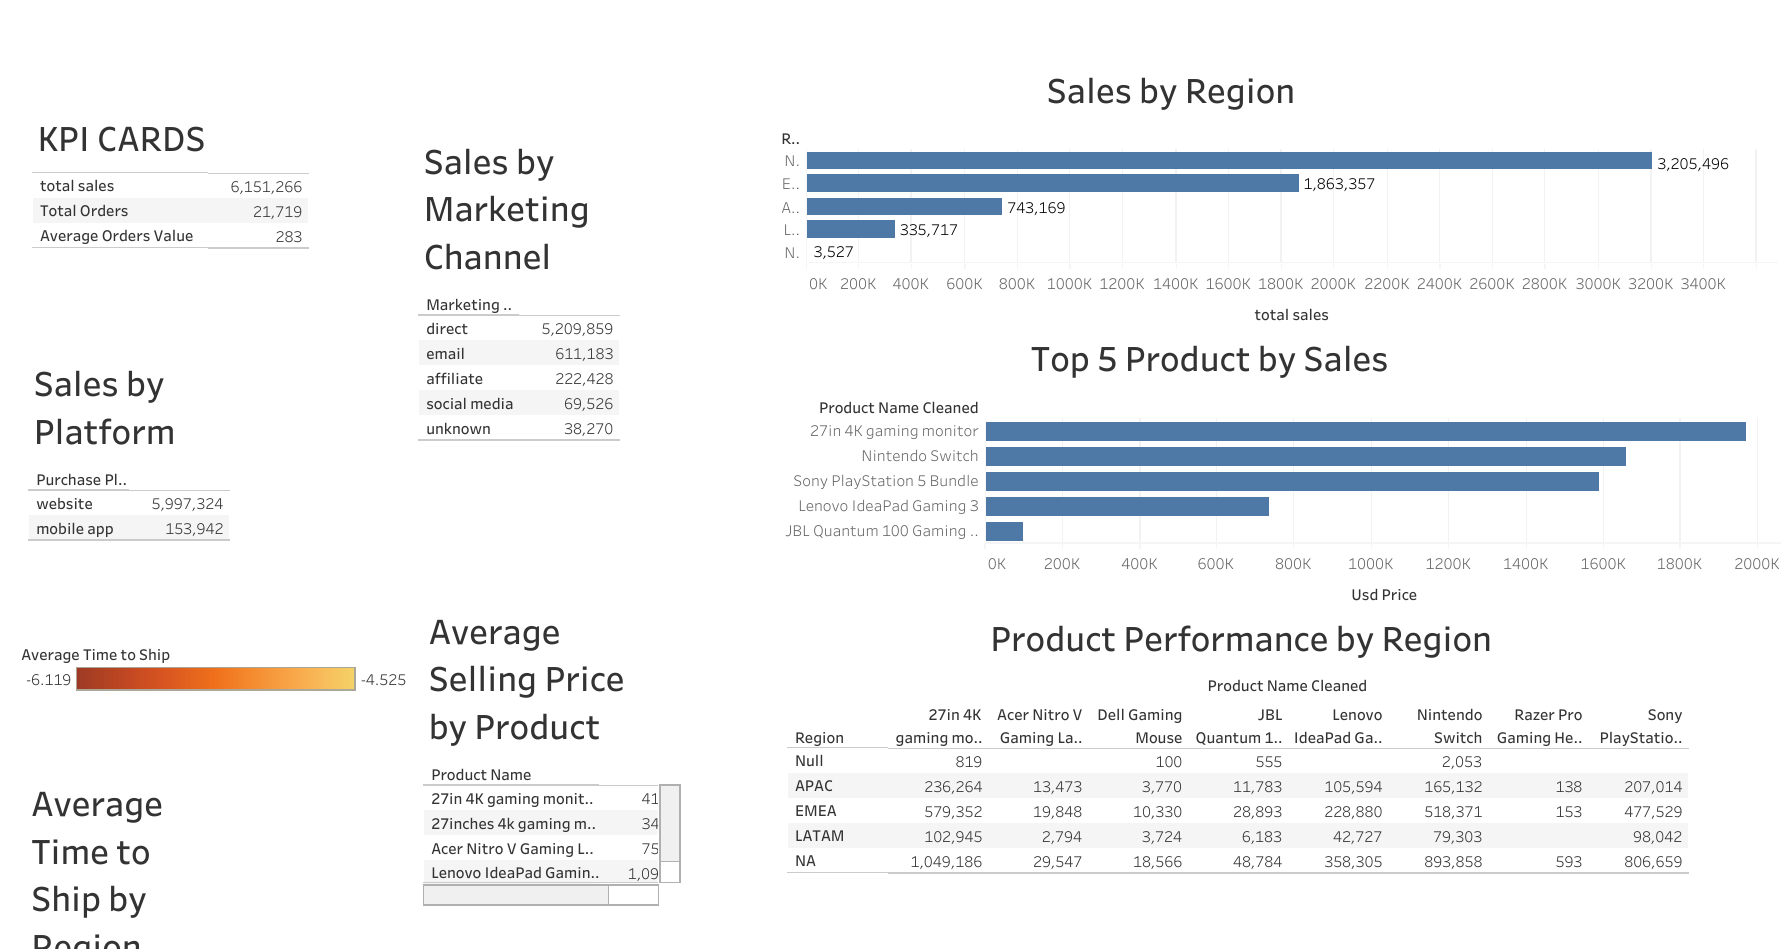 KPI CARDS
total sales 6,151,266
Total Orders 21,719
Average Orders Value 283
Sales by
Platform
Purchase Pl..
website 5,997,324
mobile app 153,942
Average Time to Ship
-6.119 -4.525
Average
Time to
Ship by
Region
Sales by
Marketing
Channel
Marketing ..
direct 5,209,859
email 611,183
affiliate 222,428
social media 69,526
unknown 38,270
Average
Selling Price
by Product
Product Name
27in 4K gaming monit.. 41
27inches 4k gaming m.. 34
Acer Nitro V Gaming L.. 75
Lenovo IdeaPad Gamin.. 1,09
Sales by Region
R..
N. 3,205,496
E.. 1,863,357
A.. 743,169
L.. 335,717
N. 3,527
0K 200K 400K 600K 800K 1000K 1200K 1400K 1600K 1800K 2000K 2200K 2400K 2600K 2800K 3000K 3200K 3400K
total sales
Top 5 Product by Sales
Product Name Cleaned
27in 4K gaming monitor
Nintendo Switch
Sony PlayStation 5 Bundle
Lenovo IdeaPad Gaming 3
JBL Quantum 100 Gaming ..
0K 200K 400K 600K 800K 1000K 1200K 1400K 1600K 1800K 2000K
Usd Price
Product Performance by Region
Product Name Cleaned
27in 4K Acer Nitro V Dell Gaming JBL Lenovo Nintendo Razer Pro Sony
Region gaming mo.. Gaming La.. Mouse Quantum 1.. IdeaPad Ga.. Switch Gaming He.. PlayStatio..
Null 819 100 555 2,053
APAC 236,264 13,473 3,770 11,783 105,594 165,132 138 207,014
EMEA 579,352 19,848 10,330 28,893 228,880 518,371 153 477,529
LATAM 102,945 2,794 3,724 6,183 42,727 79,303 98,042
NA 1,049,186 29,547 18,566 48,784 358,305 893,858 593 806,659